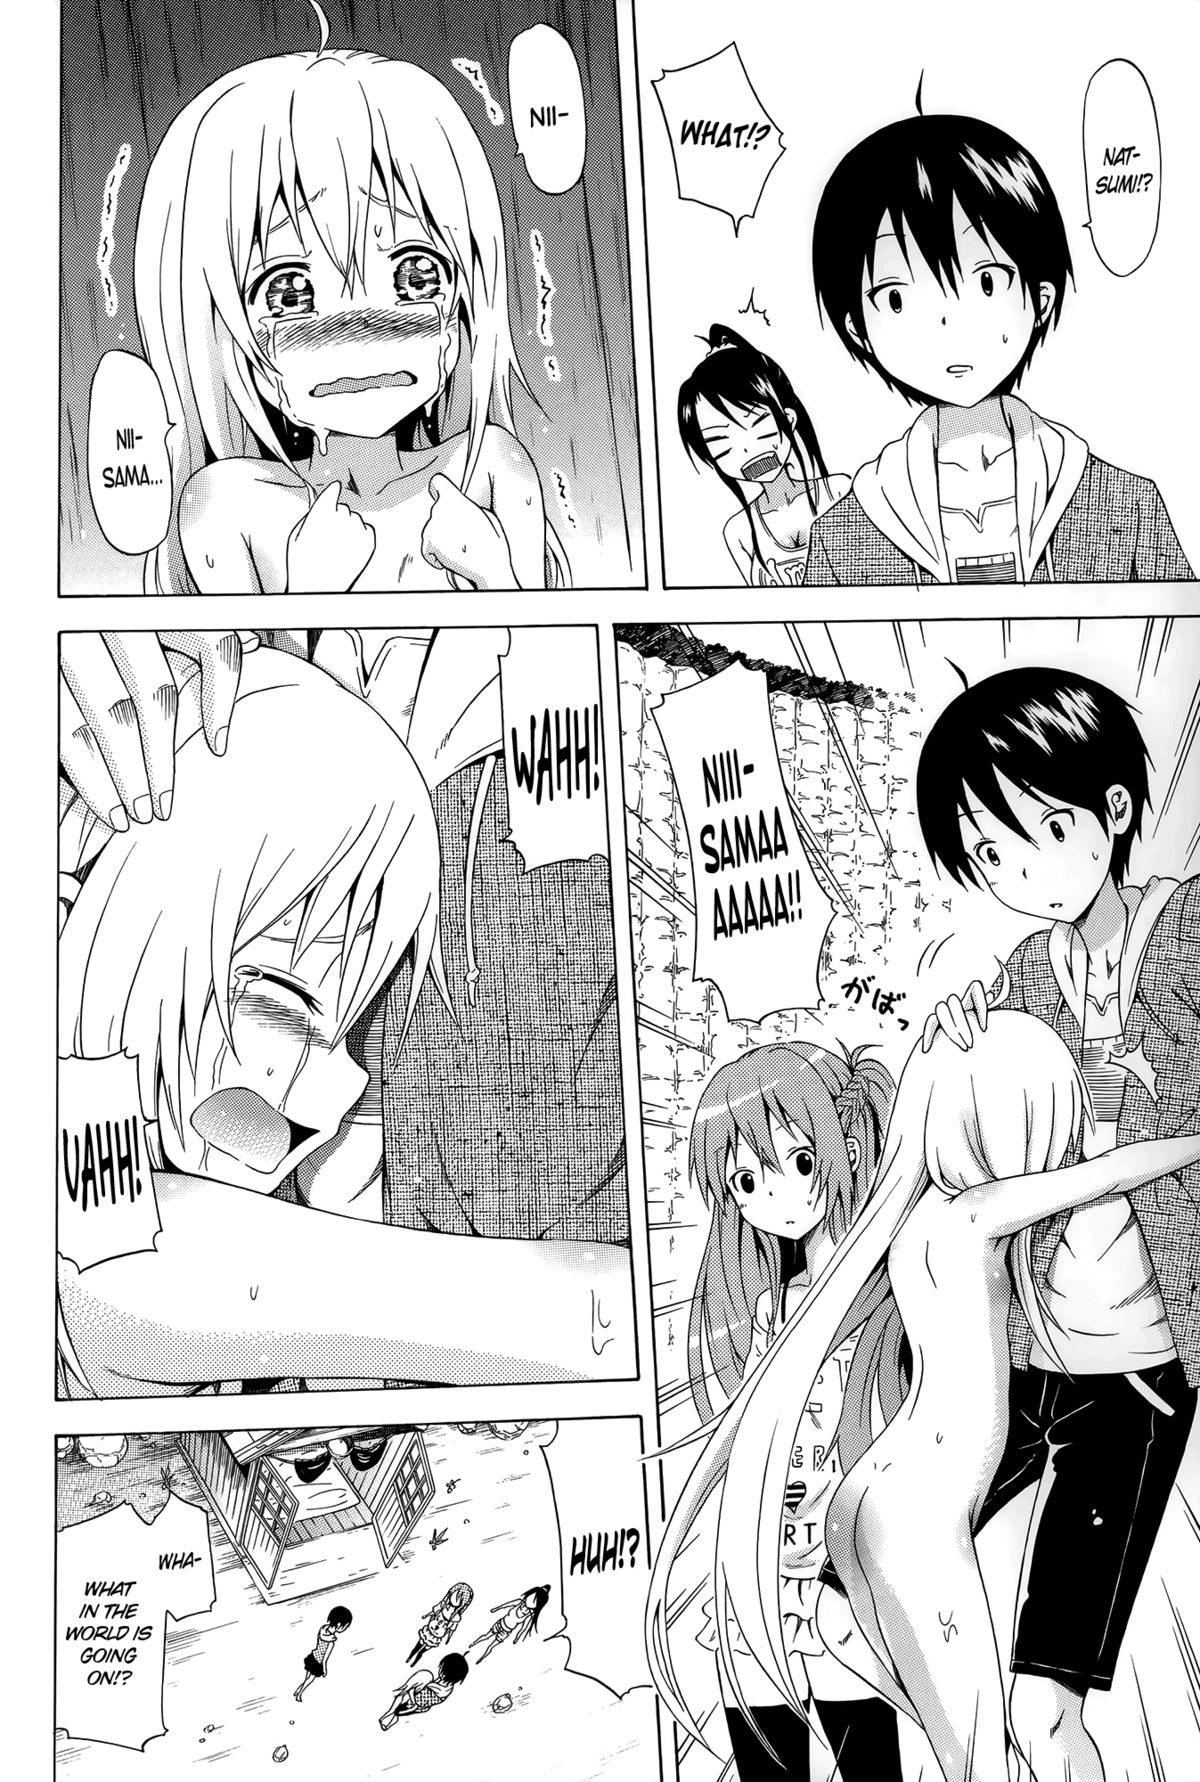 NAT-
SUMI!?
WHAT!?
NII-
NII-
SAMA...
NIII-
SAMAA
AAAAA!!
がばっ
WAHH!
UAHH!
HUH!?
WHA-
WHAT
IN THE
WORLD IS
GOING
ON!?